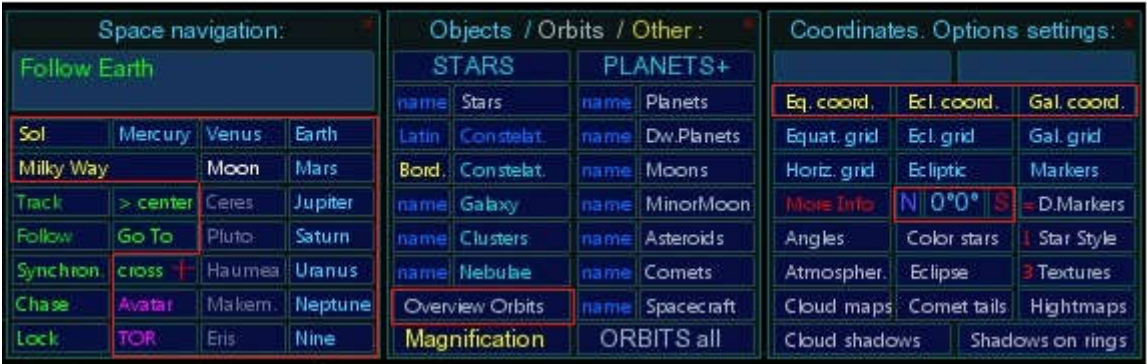 Space navigation:
Follow Earth
Sol Mercury Venus Earth
Milky Way Moon Mars
Track > center Ceres Jupiter
Follow Go To Pluto Saturn
Synchron. cross Haumea Uranus
Chase Avatar Makem. Neptune
Lock TOR Eris Nine
Objects / Orbits / Other :
STARS PLANETS+
name Stars name Planets
Latin Constelat. name Dw.Planets
Bord. Constelat. name Moons
name Galaxy name MinorMoon
name Clusters name Asteroids
name Nebulae name Comets
Overview Orbits name Spacecraft
Magnification ORBITS all
Coordinates. Options settings:
Eq. coord. Ecl. coord. Gal. coord.
Equat. grid Ecl. grid Gal. grid
Horiz. grid Ecliptic Markers
More Info N 0°0° S = D.Markers
Angles Color stars 1 Star Style
Atmospher. Eclipse 3 Textures
Cloud maps Comet tails Hightmaps
Cloud shadows Shadows on rings